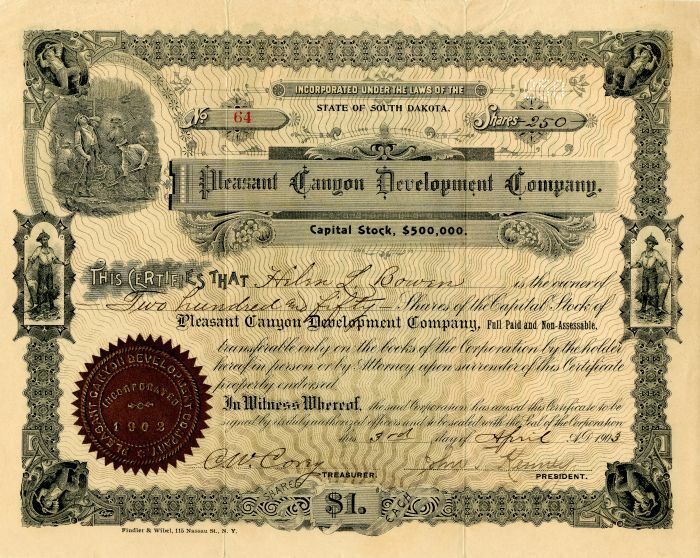 INCORPORATED UNDER THE LAWS OF THE
STATE OF SOUTH DAKOTA.
No 64
Shares 250
Pleasant Canyon Development Company.
Capital Stock, $500,000.
THIS CERTIFIES THAT L. Bowen is the owner of
Two hundred and fifty Shares of the Capital Stock of
Pleasant Canyon Development Company, Full Paid and Non-Assessable,
transferable only on the books of the Corporation by the holder
hereof in person or by Attorney upon surrender of this Certificate
properly endorsed.
In Witness Whereof, the said Corporation has caused this Certificate to be
signed by its duly authorized officers and to be sealed with the Seal of the Corporation
this 3rd day of April A.D. 1903
PLEASANT CANYON DEVELOPMENT COMPANY
INCORPORATED
1902
C.W.
TREASURER.
PRESIDENT.
SHARES $1. EACH
Findler & Wibel, 115 Nassau St., N. Y.